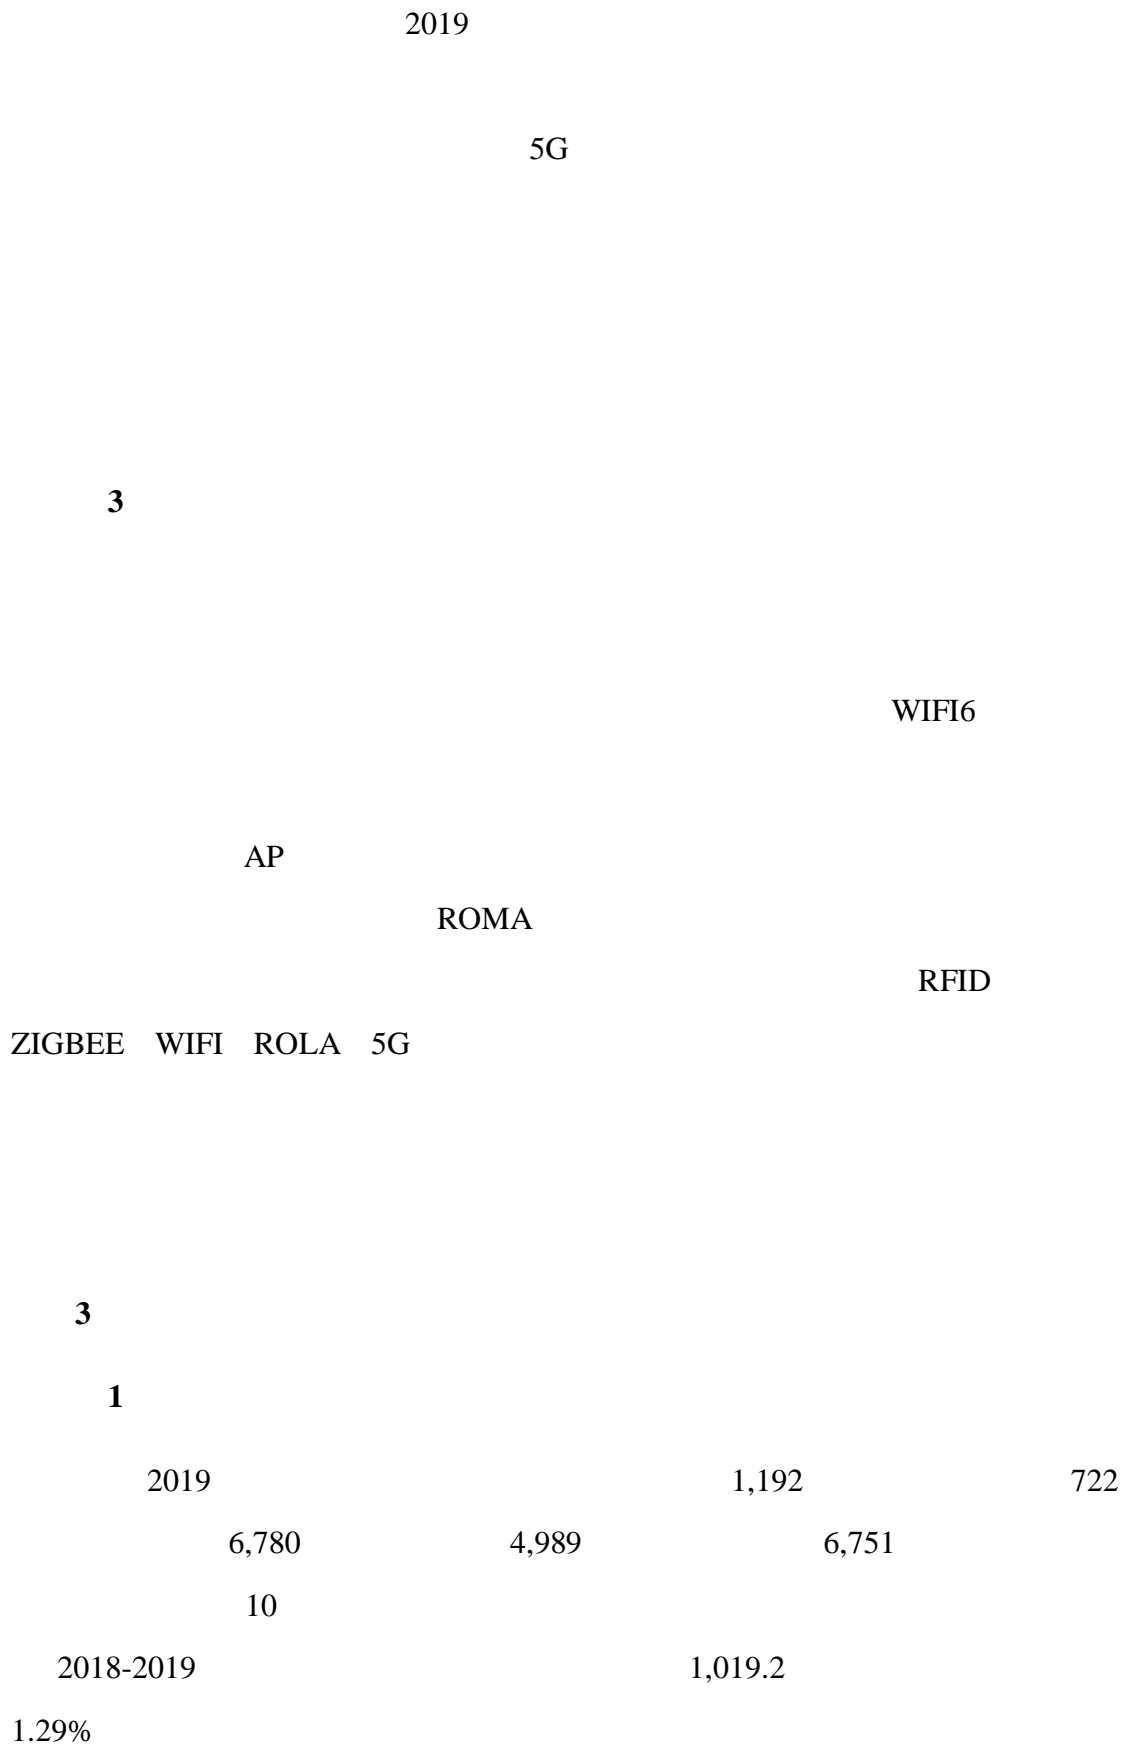 2019
5G
3
WIFI6
AP
ROMA
RFID
ZIGBEE WIFI ROLA 5G
3
1
2019 1,192 722
6,780 4,989 6,751
10
2018-2019 1,019.2
1.29%